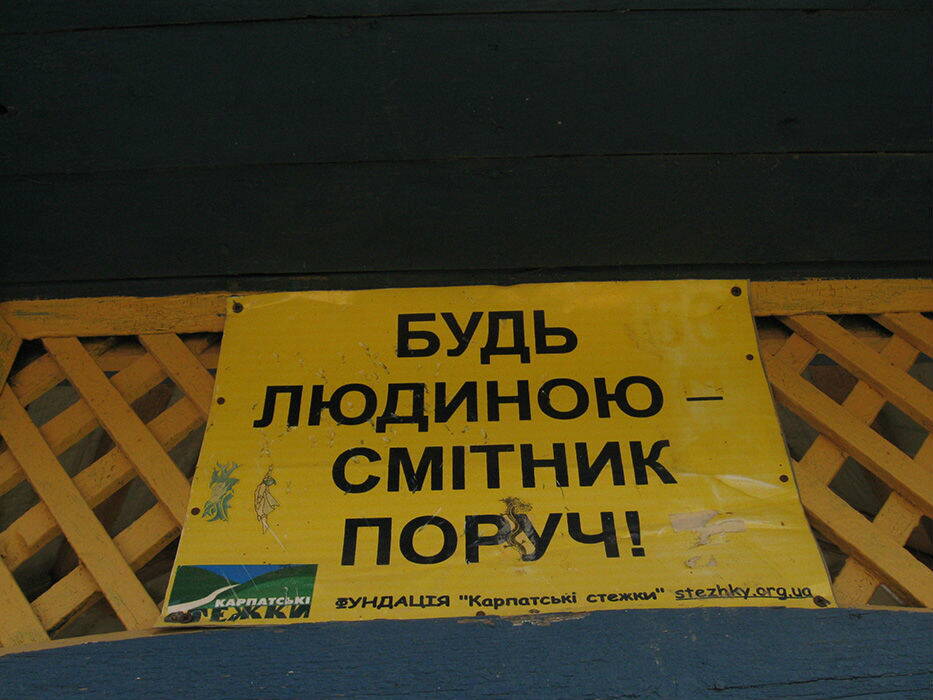 БУДЬ
ЛЮДИНОЮ –
СМІТНИК
ПОРУЧ!
КАРПАТСЬКІ
СТЕЖКИ
ФУНДАЦІЯ "Карпатські стежки" stezhky.org.ua